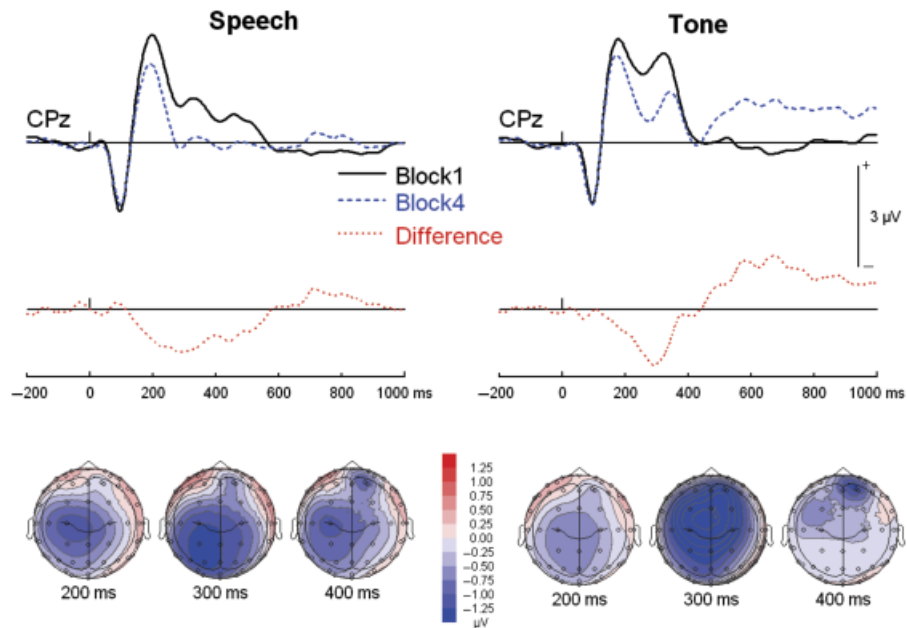 Speech
Tone
CPz
CPz
Block1
Block4
Difference
+
3 µV
–
–200 0 200 400 600 800 1000 ms
–200 0 200 400 600 800 1000 ms
1.25
1.00
0.75
0.50
0.25
0.00
–0.25
–0.50
–0.75
–1.00
–1.25
µV
200 ms
300 ms
400 ms
200 ms
300 ms
400 ms